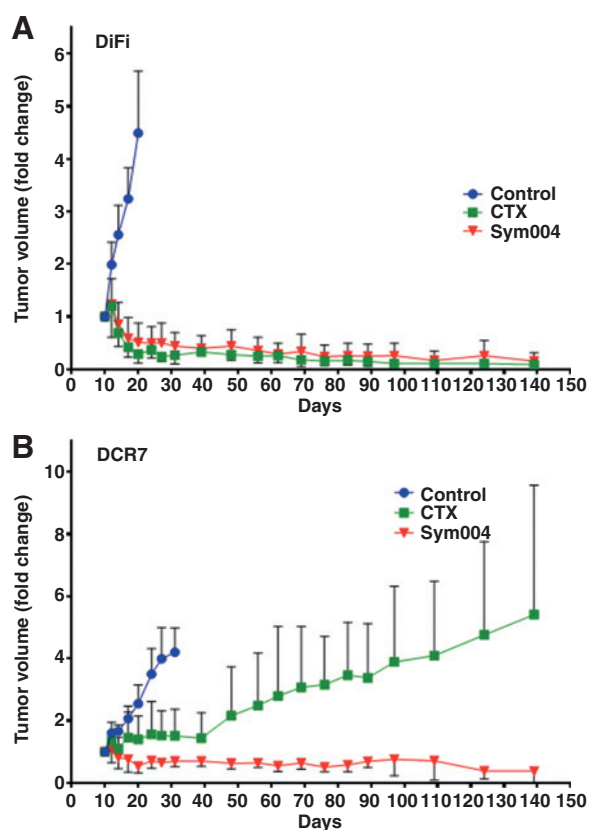 A
DiFi
Tumor volume (fold change)
6
5
4
3
2
1
0
Control
CTX
Sym004
0 10 20 30 40 50 60 70 80 90 100 110 120 130 140 150
Days
B
DCR7
Tumor volume (fold change)
10
8
6
4
2
0
Control
CTX
Sym004
0 10 20 30 40 50 60 70 80 90 100 110 120 130 140 150
Days